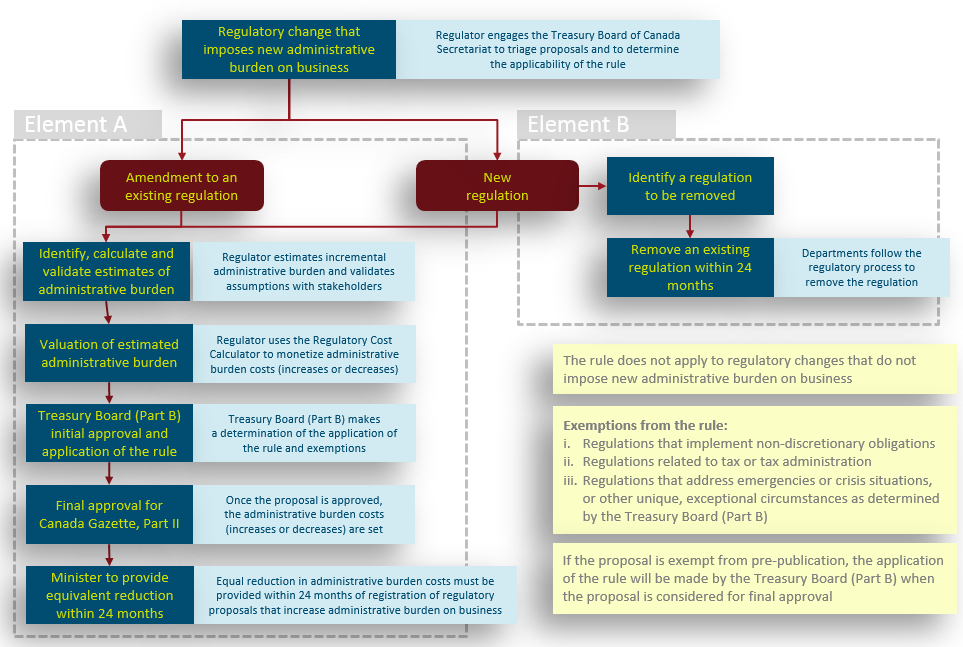 Regulatory change that
imposes new administrative
burden on business
Regulator engages the Treasury Board of Canada
Secretariat to triage proposals and to determine
the applicability of the rule
Element A
Element B
Amendment to an
existing regulation
New
regulation
Identify a regulation
to be removed
Remove an existing
regulation within 24
months
Departments follow the
regulatory process to
remove the regulation
Identify, calculate and
validate estimates of
administrative burden
Regulator estimates incremental
administrative burden and validates
assumptions with stakeholders
Valuation of estimated
administrative burden
Regulator uses the Regulatory Cost
Calculator to monetize administrative
burden costs (increases or decreases)
Treasury Board (Part B)
initial approval and
application of the rule
Treasury Board (Part B) makes
a determination of the application of
the rule and exemptions
Final approval for
Canada Gazette, Part II
Once the proposal is approved,
the administrative burden costs
(increases or decreases) are set
Minister to provide
equivalent reduction
within 24 months
Equal reduction in administrative burden costs must be
provided within 24 months of registration of regulatory
proposals that increase administrative burden on business
The rule does not apply to regulatory changes that do not
impose new administrative burden on business
Exemptions from the rule:
i. Regulations that implement non-discretionary obligations
ii. Regulations related to tax or tax administration
iii. Regulations that address emergencies or crisis situations,
or other unique, exceptional circumstances as determined
by the Treasury Board (Part B)
If the proposal is exempt from pre-publication, the application
of the rule will be made by the Treasury Board (Part B) when
the proposal is considered for final approval